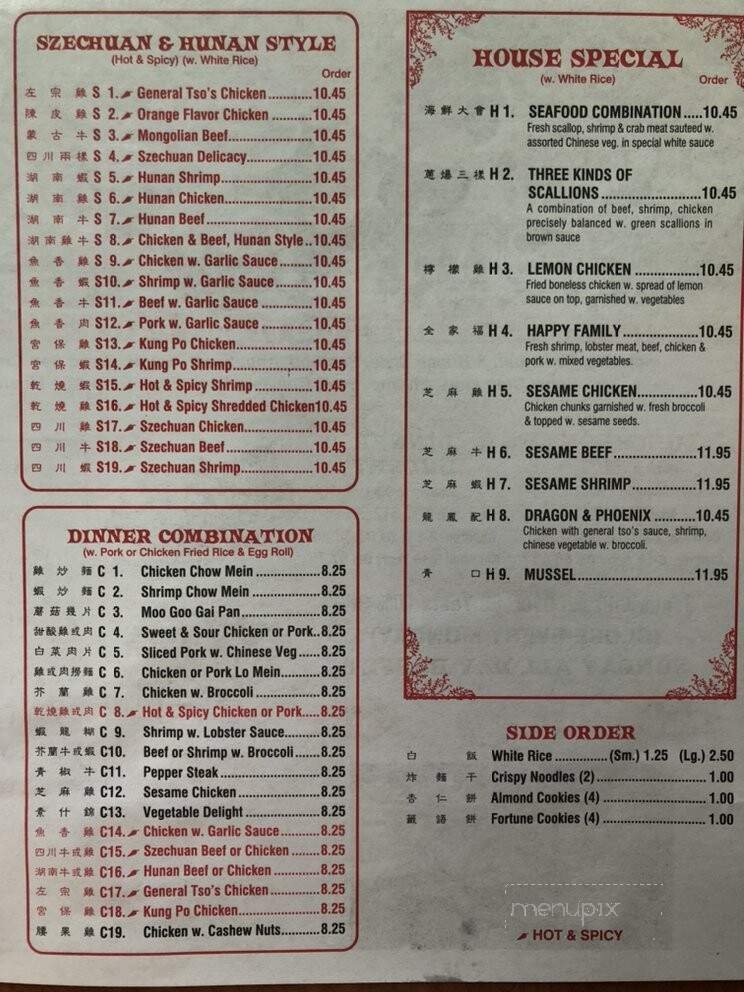 SZECHUAN & HUNAN STYLE
(Hot & Spicy) (w. White Rice)
Order
左宗雞 S 1. General Tso's Chicken ............ 10.45
陳皮雞 S 2. Orange Flavor Chicken ............ 10.45
蒙古牛 S 3. Mongolian Beef............ 10.45
四川兩樣 S 4. Szechuan Delicacy............ 10.45
湖南蝦 S 5. Hunan Shrimp............ 10.45
湖南雞 S 6. Hunan Chicken............ 10.45
湖南牛 S 7. Hunan Beef............ 10.45
湖南雞牛 S 8. Chicken & Beef, Hunan Style .. 10.45
魚香雞 S 9. Chicken w. Garlic Sauce ........ 10.45
魚香蝦 S10. Shrimp w. Garlic Sauce ......... 10.45
魚香牛 S11. Beef w. Garlic Sauce ............ 10.45
魚香肉 S12. Pork w. Garlic Sauce ............ 10.45
宮保雞 S13. Kung Po Chicken............ 10.45
宮保蝦 S14. Kung Po Shrimp............ 10.45
乾燒蝦 S15. Hot & Spicy Shrimp ............ 10.45
乾燒雞 S16. Hot & Spicy Shredded Chicken10.45
四川雞 S17. Szechuan Chicken............ 10.45
四川牛 S18. Szechuan Beef............ 10.45
四川蝦 S19. Szechuan Shrimp............ 10.45
DINNER COMBINATION
(w. Pork or Chicken Fried Rice & Egg Roll)
雞炒麵 C 1. Chicken Chow Mein ............ 8.25
蝦炒麵 C 2. Shrimp Chow Mein ............ 8.25
蘑菇幾片 C 3. Moo Goo Gai Pan............ 8.25
甜酸雞或肉 C 4. Sweet & Sour Chicken or Pork.. 8.25
白菜肉片 C 5. Sliced Pork w. Chinese Veg ...... 8.25
雞或肉撈麵 C 6. Chicken or Pork Lo Mein............ 8.25
芥蘭雞 C 7. Chicken w. Broccoli ............ 8.25
乾燒雞或肉 C 8. Hot & Spicy Chicken or Pork..... 8.25
蝦龍糊 C 9. Shrimp w. Lobster Sauce......... 8.25
芥蘭牛或蝦 C10. Beef or Shrimp w. Broccoli ...... 8.25
青椒牛 C11. Pepper Steak ............ 8.25
芝麻雞 C12. Sesame Chicken ............ 8.25
素什錦 C13. Vegetable Delight ............ 8.25
魚香雞 C14. Chicken w. Garlic Sauce ......... 8.25
四川牛或雞 C15. Szechuan Beef or Chicken ....... 8.25
湖南牛或雞 C16. Hunan Beef or Chicken ............ 8.25
左宗雞 C17. General Tso's Chicken ............ 8.25
宮保雞 C18. Kung Po Chicken............ 8.25
腰果雞 C19. Chicken w. Cashew Nuts.......... 8.25
HOUSE SPECIAL
(w. White Rice)
Order
海鮮大會 H 1. SEAFOOD COMBINATION ..... 10.45
Fresh scallop, shrimp & crab meat sauteed w.
assorted Chinese veg. in special white sauce
蔥爆三樣 H 2. THREE KINDS OF
SCALLIONS ............ 10.45
A combination of beef, shrimp, chicken
precisely balanced w. green scallions in
brown sauce
檸檬雞 H 3. LEMON CHICKEN ............ 10.45
Fried boneless chicken w. spread of lemon
sauce on top, garnished w. vegetables
全家福 H 4. HAPPY FAMILY............ 10.45
Fresh shrimp, lobster meat, beef, chicken &
pork w. mixed vegetables.
芝麻雞 H 5. SESAME CHICKEN............ 10.45
Chicken chunks garnished w. fresh broccoli
& topped w. sesame seeds.
芝麻牛 H 6. SESAME BEEF............ 11.95
芝麻蝦 H 7. SESAME SHRIMP............ 11.95
龍鳳配 H 8. DRAGON & PHOENIX ........... 10.45
Chicken with general tso's sauce, shrimp,
chinese vegetable w. broccoli.
青口 H 9. MUSSEL............ 11.95
SIDE ORDER
白飯 White Rice ............ (Sm.) 1.25 (Lg.) 2.50
炸麵干 Crispy Noodles (2) ............ 1.00
杏仁餅 Almond Cookies (4) ............ 1.00
籤語餅 Fortune Cookies (4) ............ 1.00
menupix
HOT & SPICY